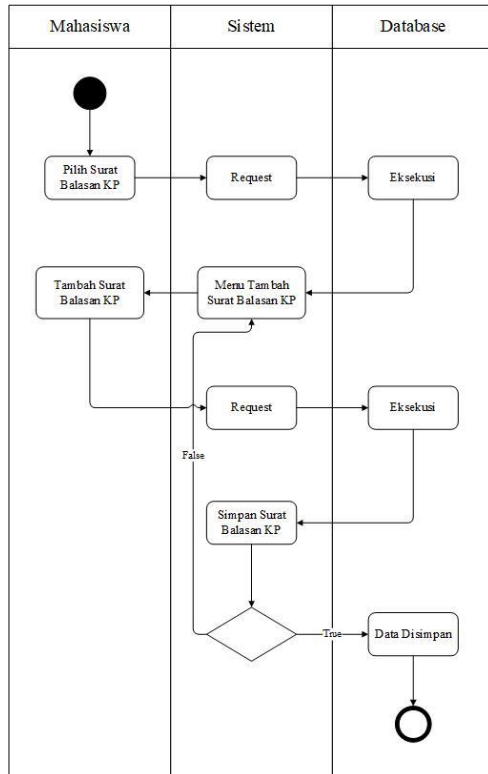 Mahasiswa
Sistem
Database
Pilih Surat
Balasan KP
Request
Eksekusi
Tambah Surat
Balasan KP
Menu Tambah
Surat Balasan KP
Request
Eksekusi
False
Simpan Surat
Balasan KP
True
Data Disimpan